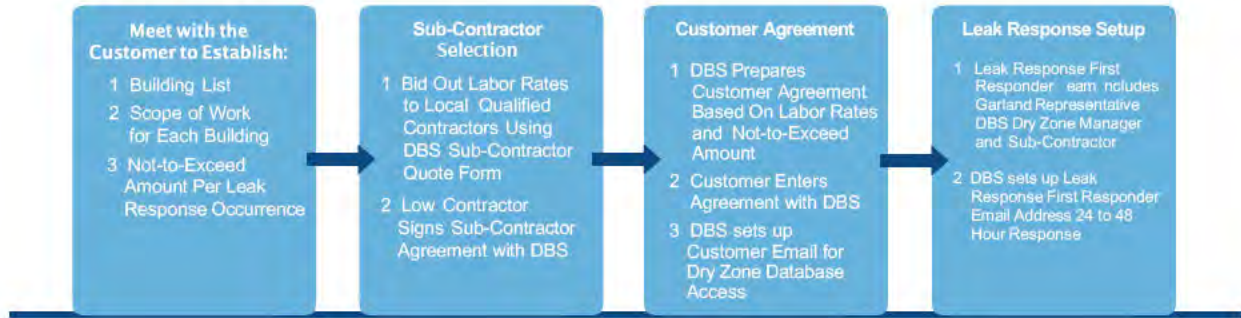 Meet with the
Customer to Establish:
1 Building List
2 Scope of Work
for Each Building
3 Not-to-Exceed
Amount Per Leak
Response Occurrence
Sub-Contractor
Selection
1 Bid Out Labor Rates
to Local Qualified
Contractors Using
DBS Sub-Contractor
Quote Form
2 Low Contractor
Signs Sub-Contractor
Agreement with DBS
Customer Agreement
1 DBS Prepares
Customer Agreement
Based On Labor Rates
and Not-to-Exceed
Amount
2 Customer Enters
Agreement with DBS
3 DBS sets up
Customer Email for
Dry Zone Database
Access
Leak Response Setup
1 Leak Response First
Responder eam ncludes
Garland Representative
DBS Dry Zone Manager
and Sub-Contractor
2 DBS sets up Leak
Response First Responder
Email Address 24 to 48
Hour Response